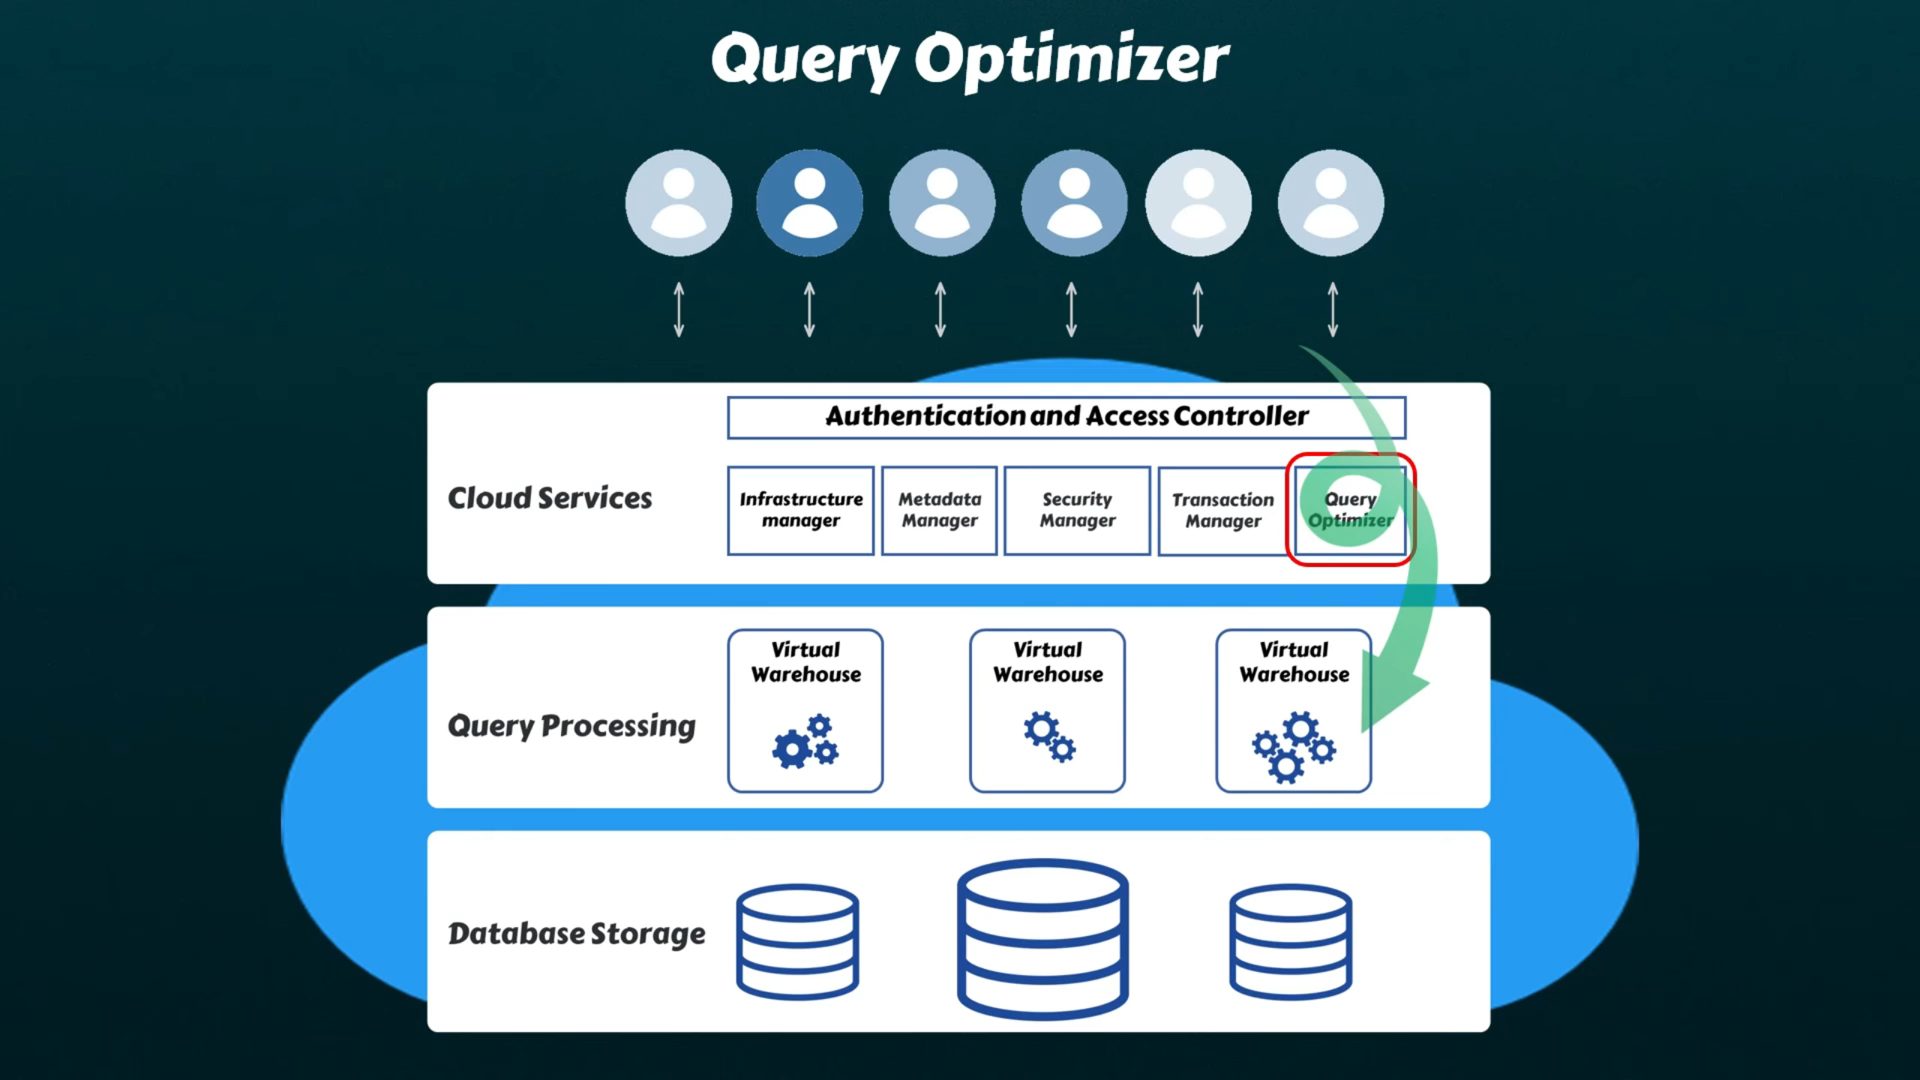 Query Optimizer
Authentication and Access Controller
Cloud Services
Infrastructure
manager
Metadata
Manager
Security
Manager
Transaction
Manager
Query
Optimizer
Query Processing
Virtual
Warehouse
Virtual
Warehouse
Virtual
Warehouse
Database Storage